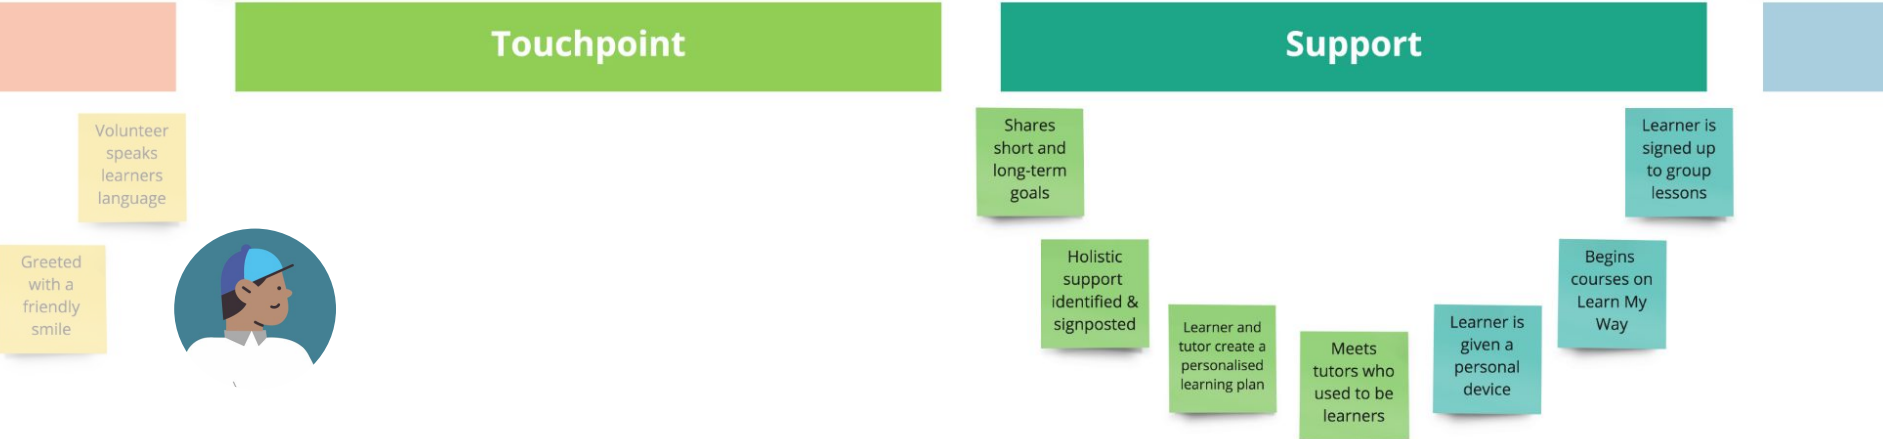 Touchpoint
Support
Volunteer
speaks
learners
language
Greeted
with a
friendly
smile
Shares
short and
long-term
goals
Holistic
support
identified &
signposted
Learner and
tutor create a
personalised
learning plan
Meets
tutors who
used to be
learners
Learner is
given a
personal
device
Begins
courses on
Learn My
Way
Learner is
signed up
to group
lessons